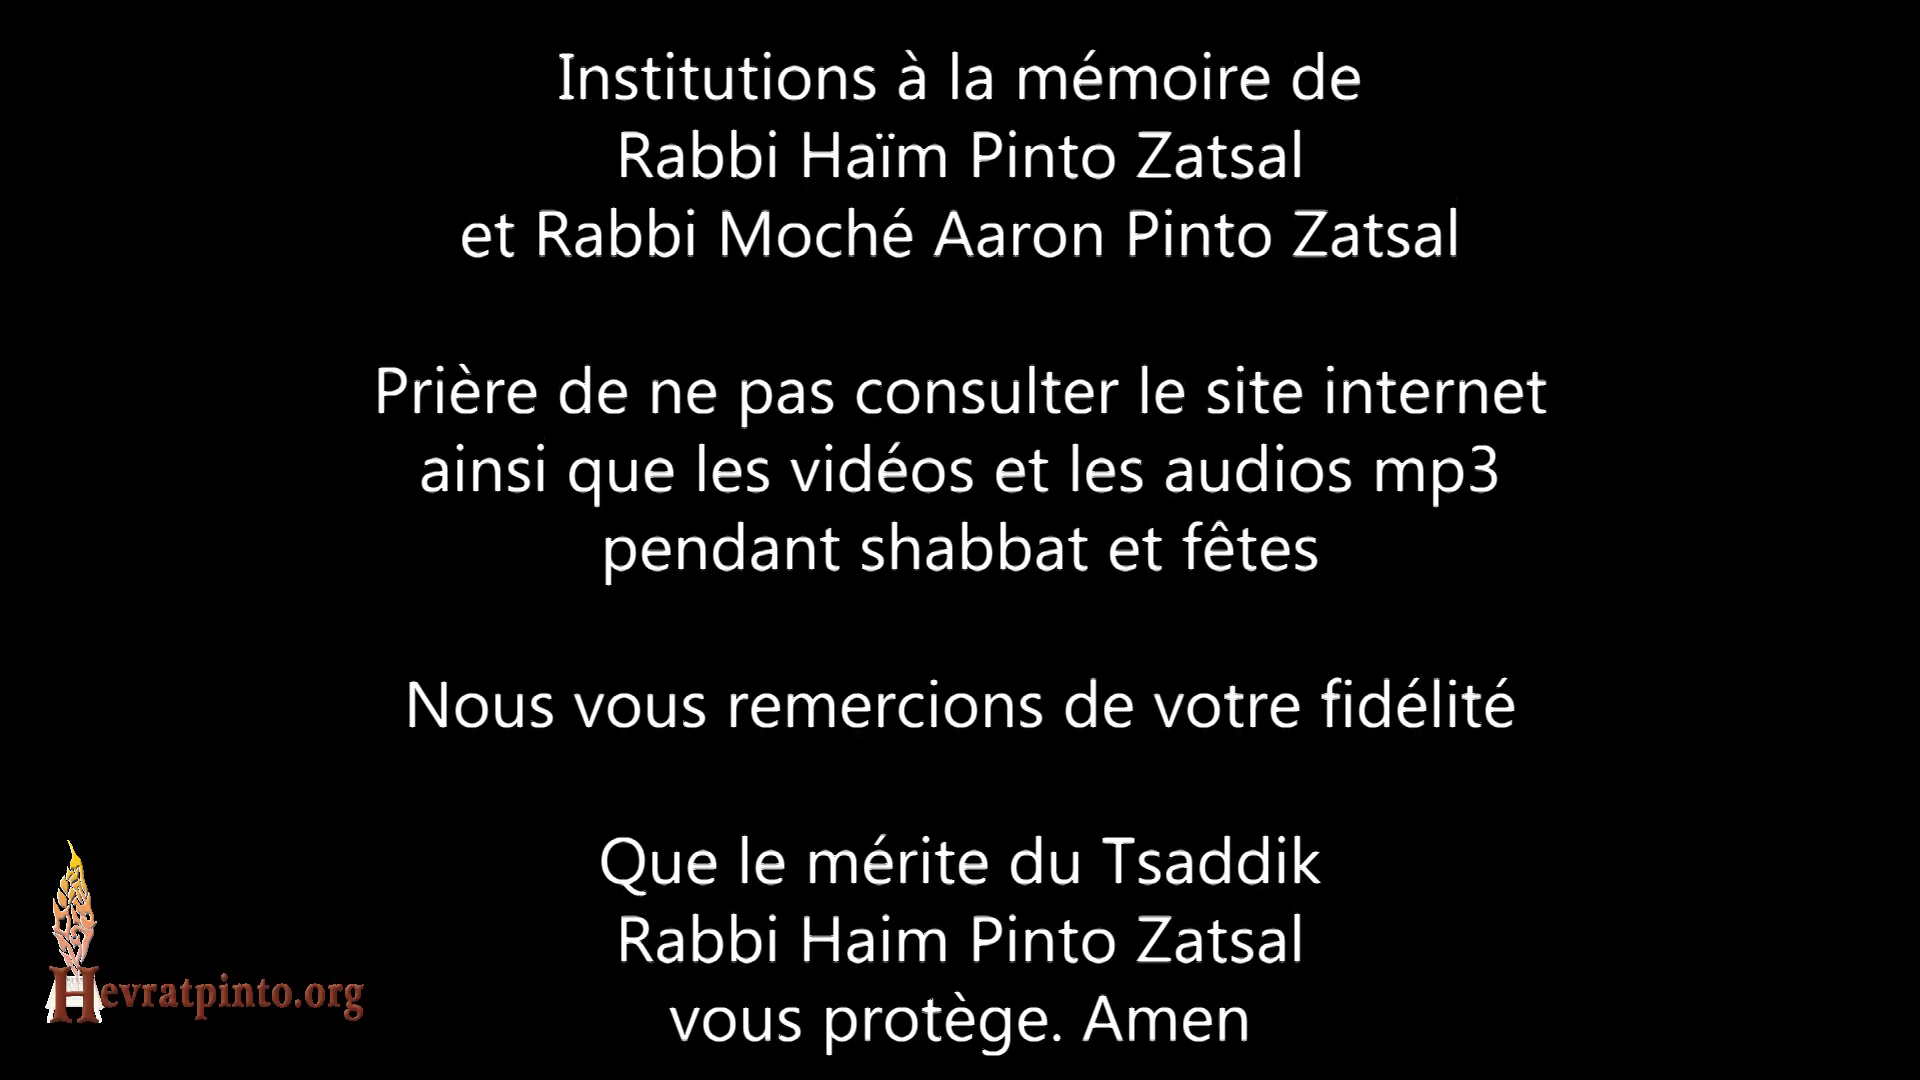 Institutions à la mémoire de
Rabbi Haïm Pinto Zatsal
et Rabbi Moché Aaron Pinto Zatsal
Prière de ne pas consulter le site internet
ainsi que les vidéos et les audios mp3
pendant shabbat et fêtes
Nous vous remercions de votre fidélité
Que le mérite du Tsaddik
Rabbi Haim Pinto Zatsal
vous protège. Amen
Hevratpinto.org